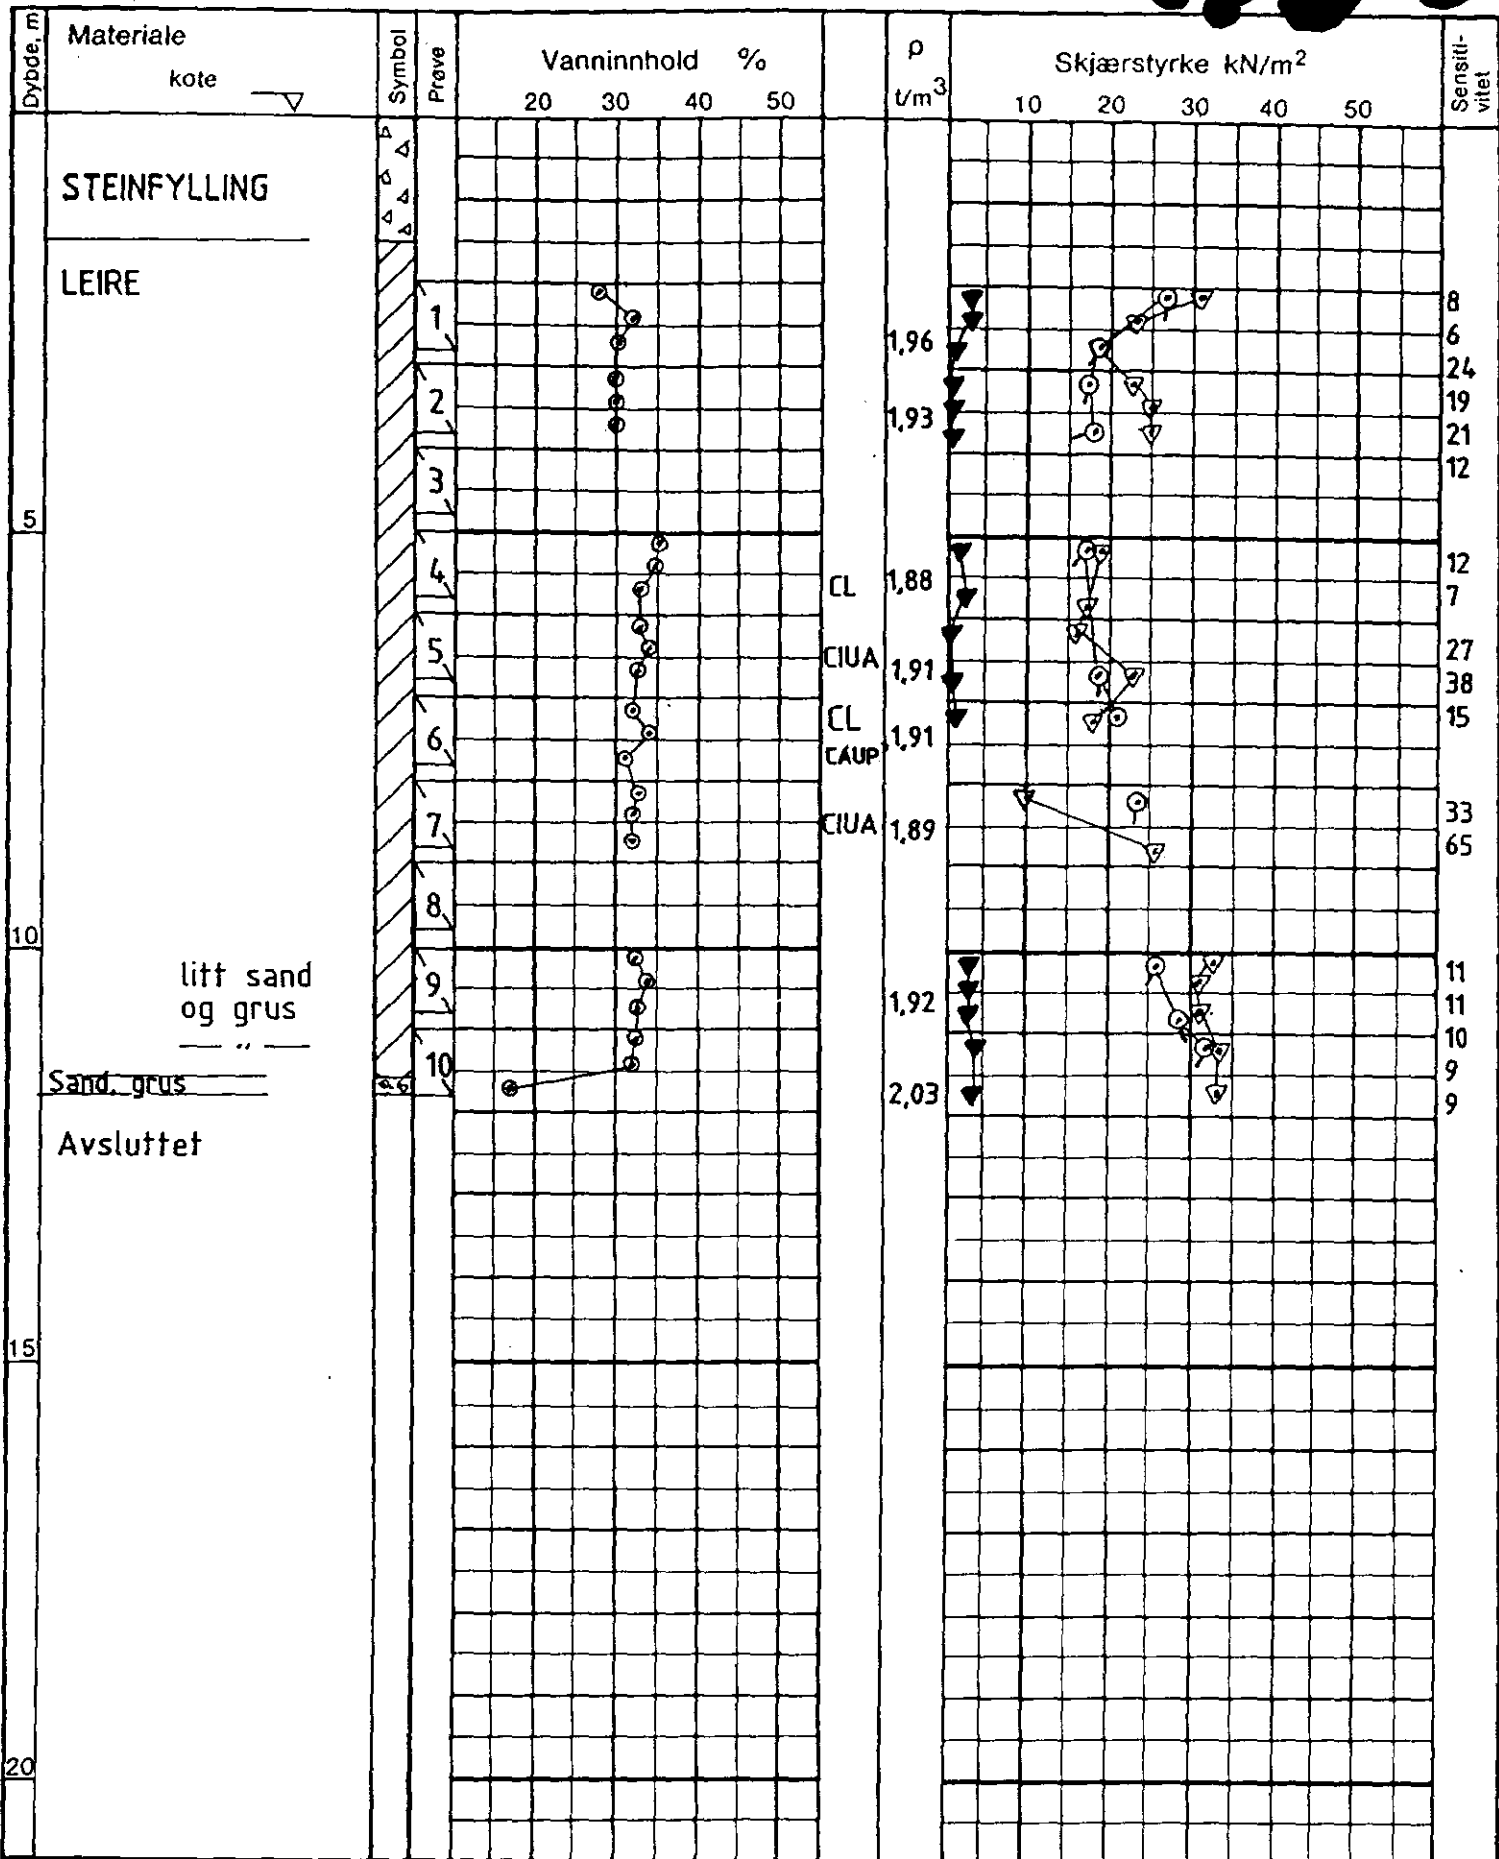 Dybde, m
Materiale
kote
Symbol
Prøve
Vanninnhold %
20 30 40 50
ρ
t/m³
Skjærstyrke kN/m²
10 20 30 40 50
Sensiti-
vitet
STEINFYLLING
LEIRE
1
1,96
8
6
24
2
1,93
19
21
3
12
5
4
CL
1,88
12
7
5
CIUA
1,91
27
38
6
CL
CAUP
1,91
15
7
CIUA
1,89
33
65
8
10
litt sand
og grus
— " —
9
1,92
11
11
10
10
Sand, grus
2,03
9
9
Avsluttet
15
20